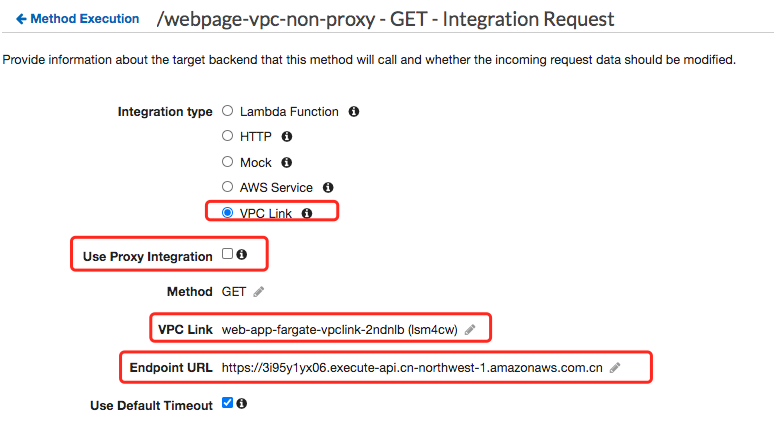 Method Execution /webpage-vpc-non-proxy - GET - Integration Request
Provide information about the target backend that this method will call and whether the incoming request data should be modified.
Integration type Lambda Function
HTTP
Mock
AWS Service
VPC Link
Use Proxy Integration
Method GET
VPC Link web-app-fargate-vpclink-2ndnlb (lsm4cw)
Endpoint URL https://3i95y1yx06.execute-api.cn-northwest-1.amazonaws.com.cn
Use Default Timeout